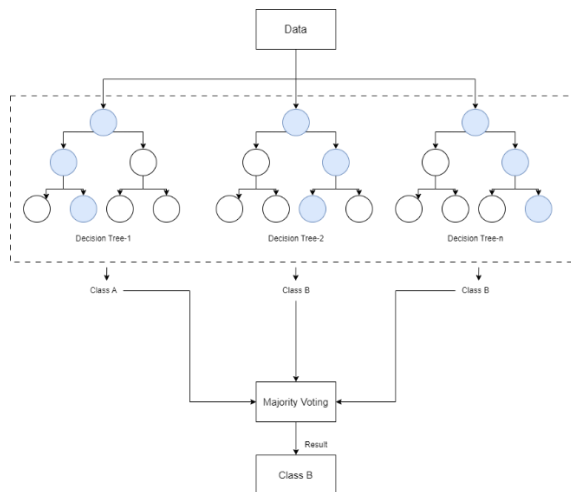 Data
Decision Tree-1
Decision Tree-2
Decision Tree-n
Class A
Class B
Class B
Majority Voting
Result
Class B